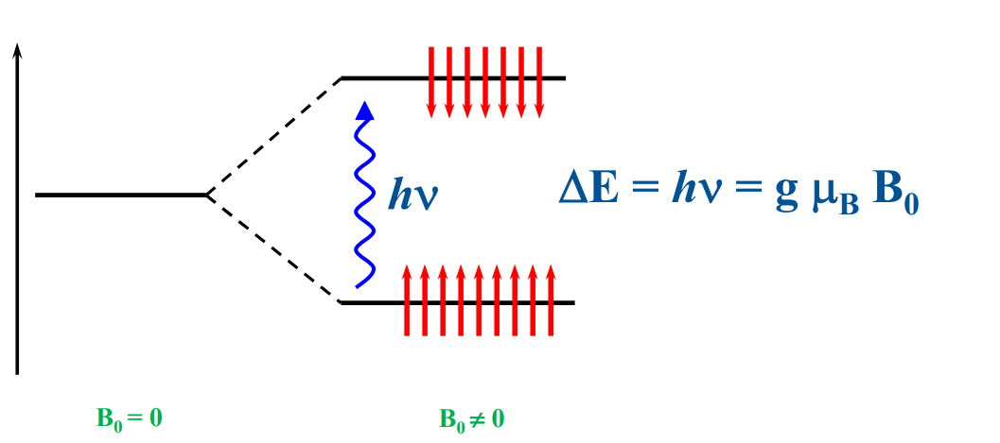 hν
ΔE = hν = g μB B0
B0 = 0
B0 ≠ 0